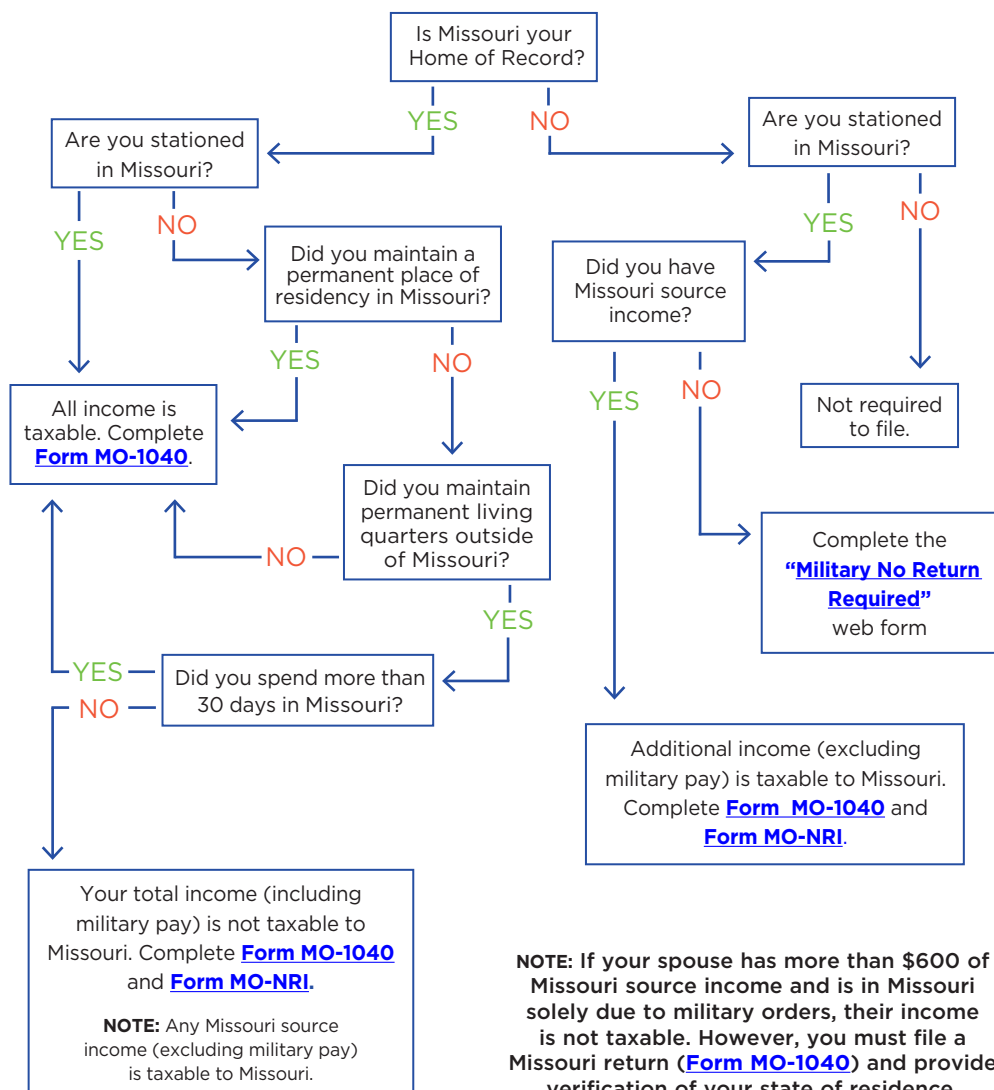 Is Missouri your
Home of Record?
YES
NO
Are you stationed
in Missouri?
Are you stationed
in Missouri?
YES
NO
YES
NO
Did you maintain a
permanent place of
residency in Missouri?
Did you have
Missouri source
income?
YES
NO
YES
NO
All income is
taxable. Complete
Form MO-1040.
Not required
to file.
Did you maintain
permanent living
quarters outside
of Missouri?
NO
YES
Complete the
“Military No Return
Required”
web form
Did you spend more than
30 days in Missouri?
YES
NO
Additional income (excluding
military pay) is taxable to Missouri.
Complete Form MO-1040 and
Form MO-NRI.
Your total income (including
military pay) is not taxable to
Missouri. Complete Form MO-1040
and Form MO-NRI.
NOTE: Any Missouri source
income (excluding military pay)
is taxable to Missouri.
NOTE: If your spouse has more than $600 of
Missouri source income and is in Missouri
solely due to military orders, their income
is not taxable. However, you must file a
Missouri return (Form MO-1040) and provide
verification of your state of residence